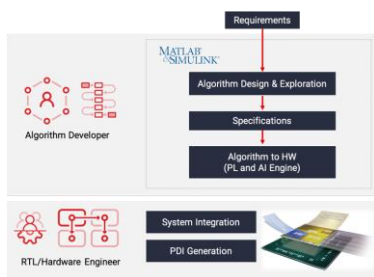 Requirements
MATLAB
&SIMULINK
Algorithm Design & Exploration
Specifications
Algorithm to HW
(PL and AI Engine)
Algorithm Developer
System Integration
PDI Generation
RTL/Hardware Engineer